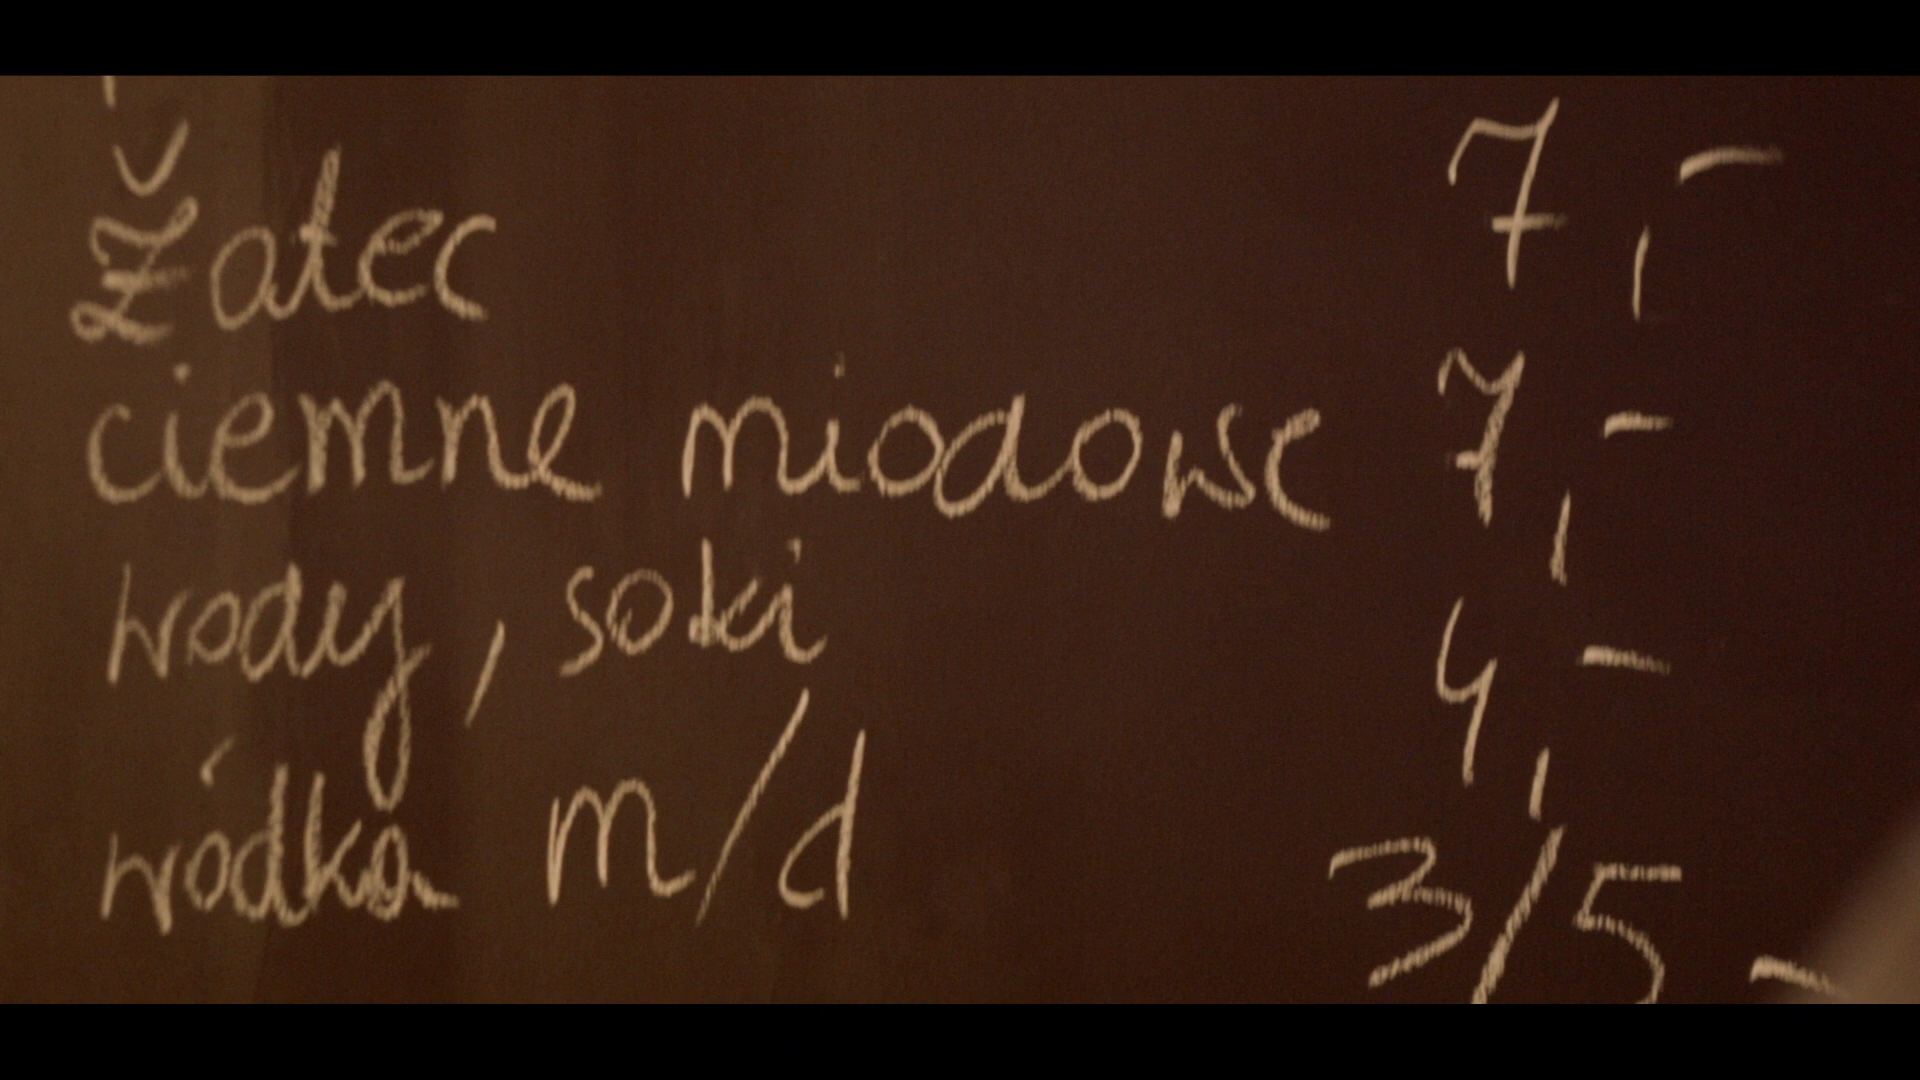 Žatec 7,-
ciemne miodowe 7,-
wody, soki 4,-
wódka m/d 3/5 -